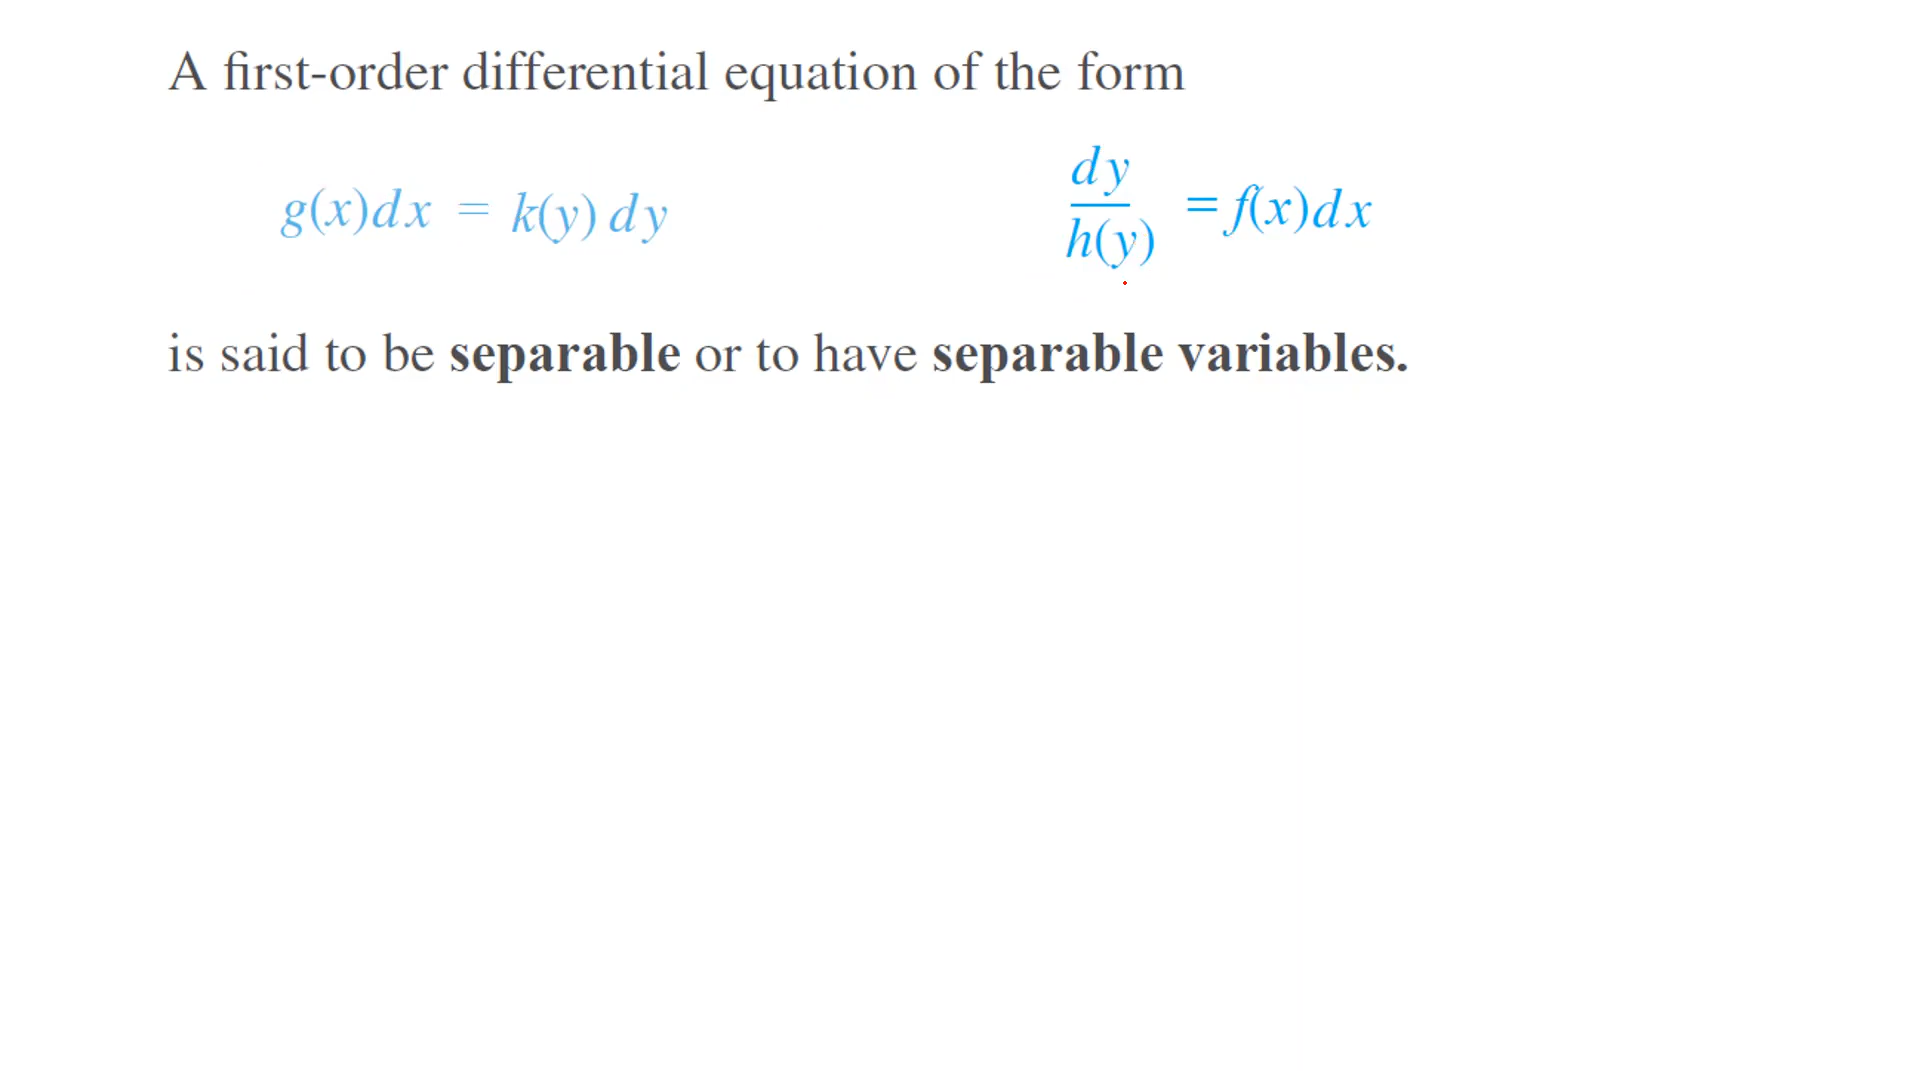 A first-order differential equation of the form
g(x)dx = k(y) dy
dy
h(y)
= f(x)dx
is said to be separable or to have separable variables.